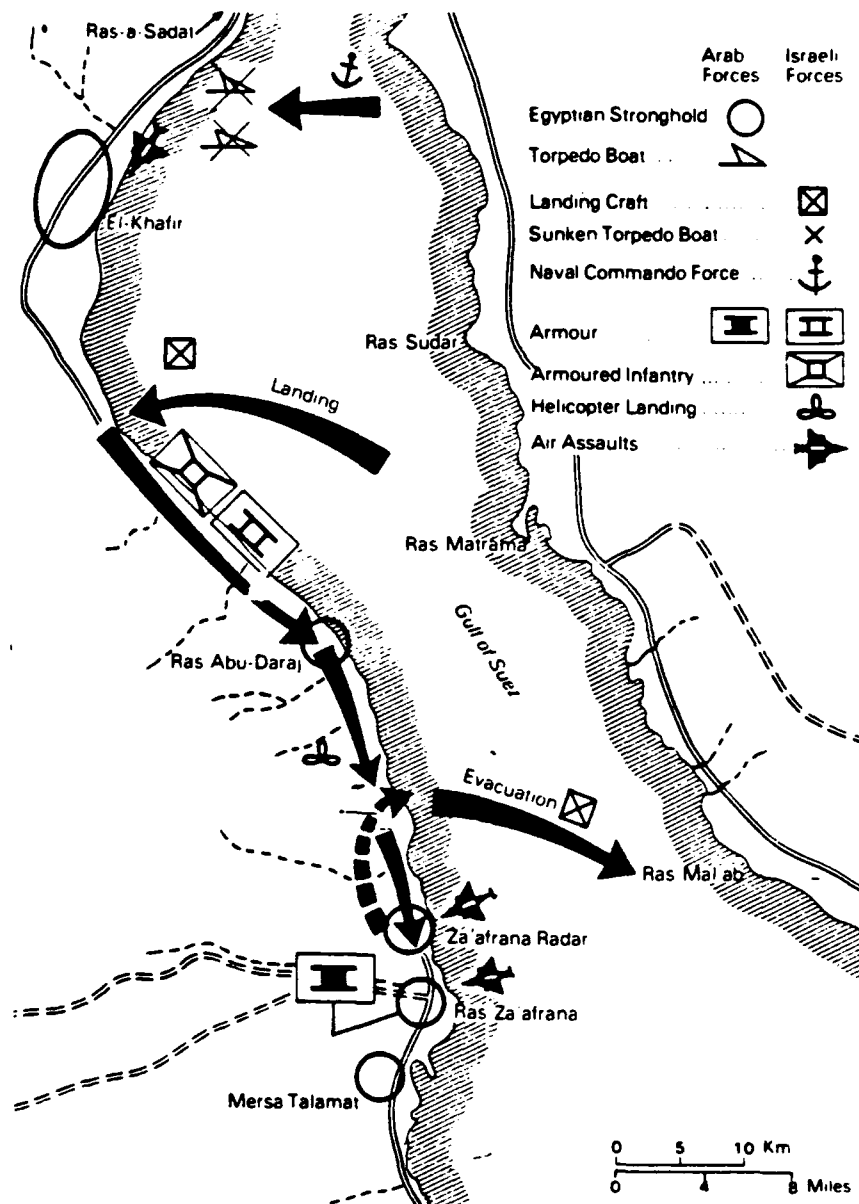 Ras-a-Sadat
El-Khafir
Arab Forces
Israeli Forces
Egyptian Stronghold
Torpedo Boat ..
Landing Craft ..........
Sunken Torpedo Boat ....
Naval Commando Force ...
Armour ..
Armoured Infantry ....
Helicopter Landing ......
Air Assaults .........
Ras Sudar
Landing
Ras Matrama
Gulf of Suez
Ras Abu-Daraj
Evacuation
Ras Mal ab
Za'afrana Radar
Ras Za'afrana
Mersa Talamat
0 5 10 Km
0 4 8 Miles